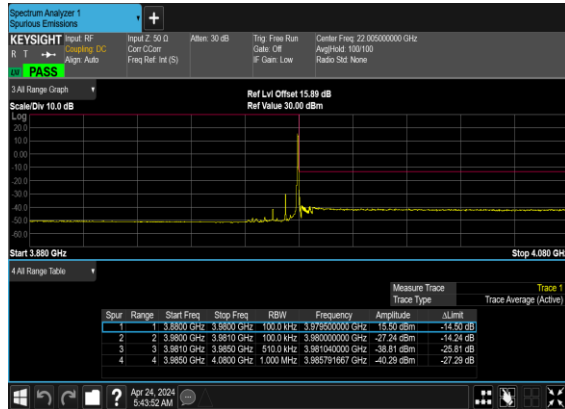 Spectrum Analyzer 1
Spurious Emissions
+
KEYSIGHT Input: RF Input Z: 50 Ω Atten: 30 dB Trig: Free Run Center Freq: 22.005000000 GHz
R T Coupling: DC Corr CCorr Gate: Off Avg|Hold: 100/100
Align: Auto Freq Ref: Int (S) IF Gain: Low Radio Std: None
PASS
3 All Range Graph
Ref Lvl Offset 15.89 dB
Scale/Div 10.0 dB Ref Value 30.00 dBm
Log
20.0
10.0
0.00
-10.0
-20.0
-30.0
-40.0
-50.0
-60.0
Start 3.880 GHz Stop 4.080 GH
4 All Range Table
Measure Trace Trace 1
Trace Type Trace Average (Active)
Spur Range Start Freq Stop Freq RBW Frequency Amplitude ΔLimit
1 1 3.8800 GHz 3.9800 GHz 100.0 kHz 3.979500000 GHz 15.50 dBm -14.50 dB
2 2 3.9800 GHz 3.9810 GHz 100.0 kHz 3.980000000 GHz -27.24 dBm -14.24 dB
3 3 3.9810 GHz 3.9850 GHz 510.0 kHz 3.981040000 GHz -38.81 dBm -25.81 dB
4 4 3.9850 GHz 4.0800 GHz 1.000 MHz 3.985791667 GHz -40.29 dBm -27.29 dB
? Apr 24, 2024
5:43:52 AM